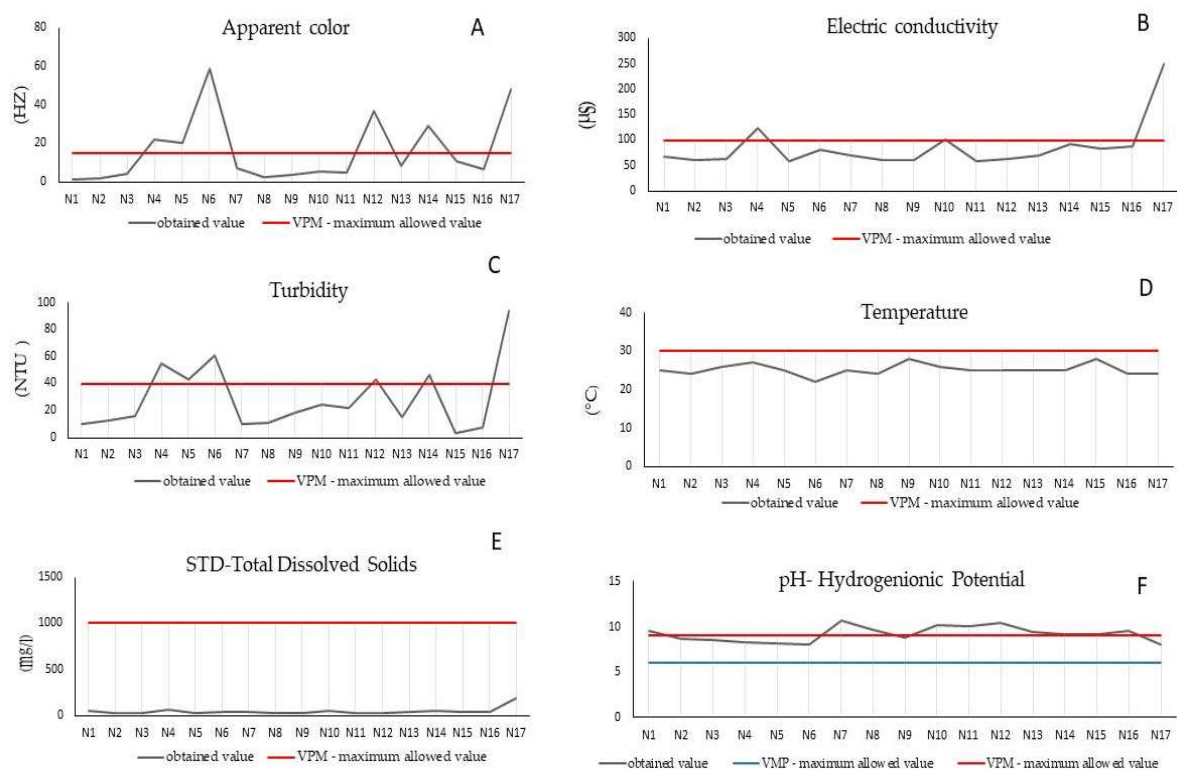 Apparent color A
(HZ)
80
60
40
20
0
N1 N2 N3 N4 N5 N6 N7 N8 N9 N10 N11 N12 N13 N14 N15 N16 N17
obtained value VPM - maximum allowed value
Electric conductivity B
(µS)
300
250
200
150
100
50
0
N1 N2 N3 N4 N5 N6 N7 N8 N9 N10 N11 N12 N13 N14 N15 N16 N17
obtained value VPM - maximum allowed value
C
Turbidity
(NTU )
100
80
60
40
20
0
N1 N2 N3 N4 N5 N6 N7 N8 N9 N10 N11 N12 N13 N14 N15 N16 N17
obtained value VPM - maximum allowed value
D
Temperature
(°C)
40
30
20
10
0
N1 N2 N3 N4 N5 N6 N7 N8 N9 N10 N11 N12 N13 N14 N15 N16 N17
obtained value VPM - maximum allowed value
E
STD-Total Dissolved Solids
(mg/l)
1500
1000
500
0
N1 N2 N3 N4 N5 N6 N7 N8 N9 N10 N11 N12 N13 N14 N15 N16 N17
obtained value VPM - maximum allowed value
pH- Hydrogenionic Potential F
15
10
5
0
N1 N2 N3 N4 N5 N6 N7 N8 N9 N10 N11 N12 N13 N14 N15 N16 N17
obtained value VMP - maximum allowed value VPM - maximum allowed value